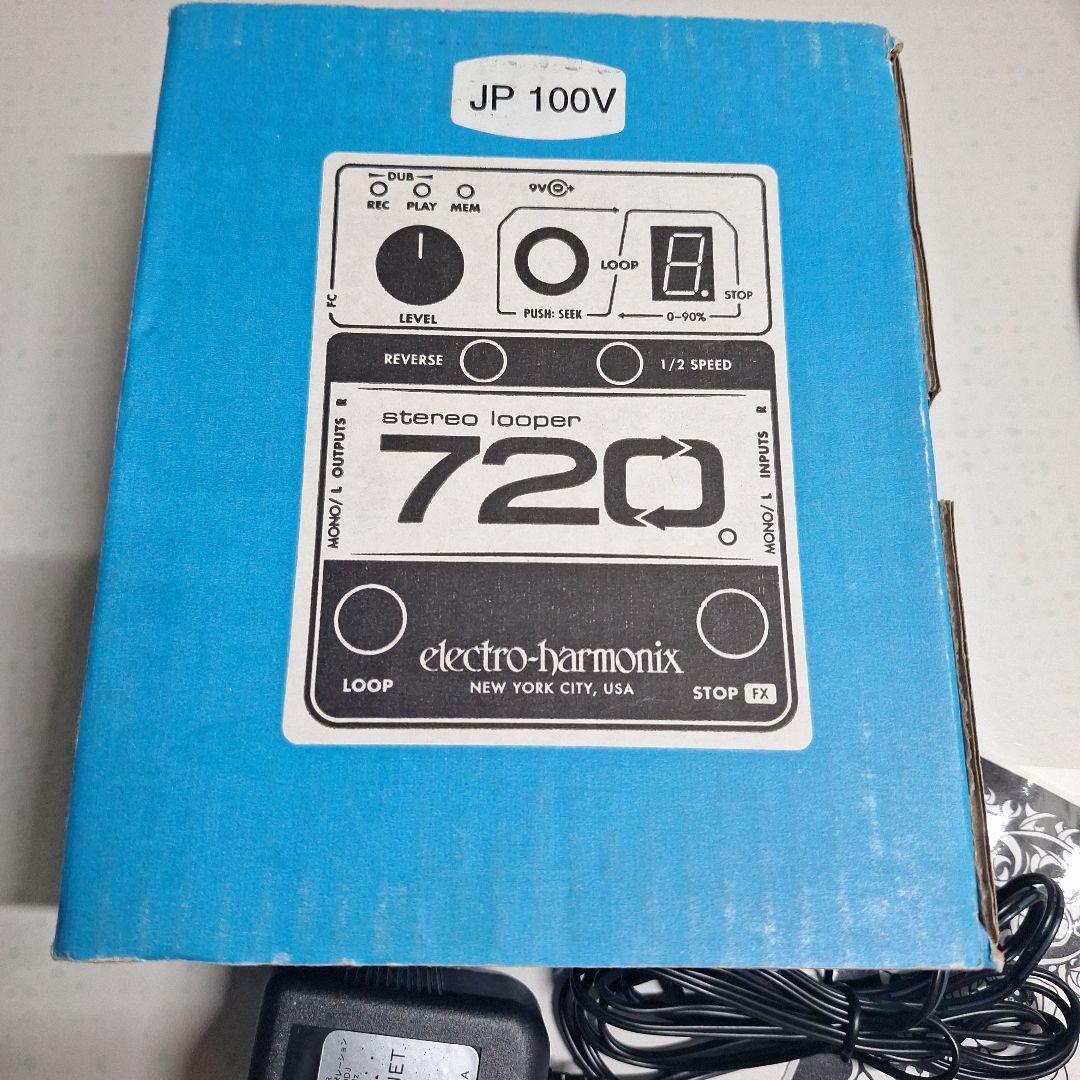 JP 100V
DUB
REC PLAY MEM
9V
FC
LEVEL
PUSH: SEEK
LOOP
8.
STOP
0-90%
REVERSE
1/2 SPEED
MONO/ L OUTPUTS R
stereo looper
720
MONO/ L INPUTS R
LOOP
electro-harmonix
NEW YORK CITY, USA
STOP FX